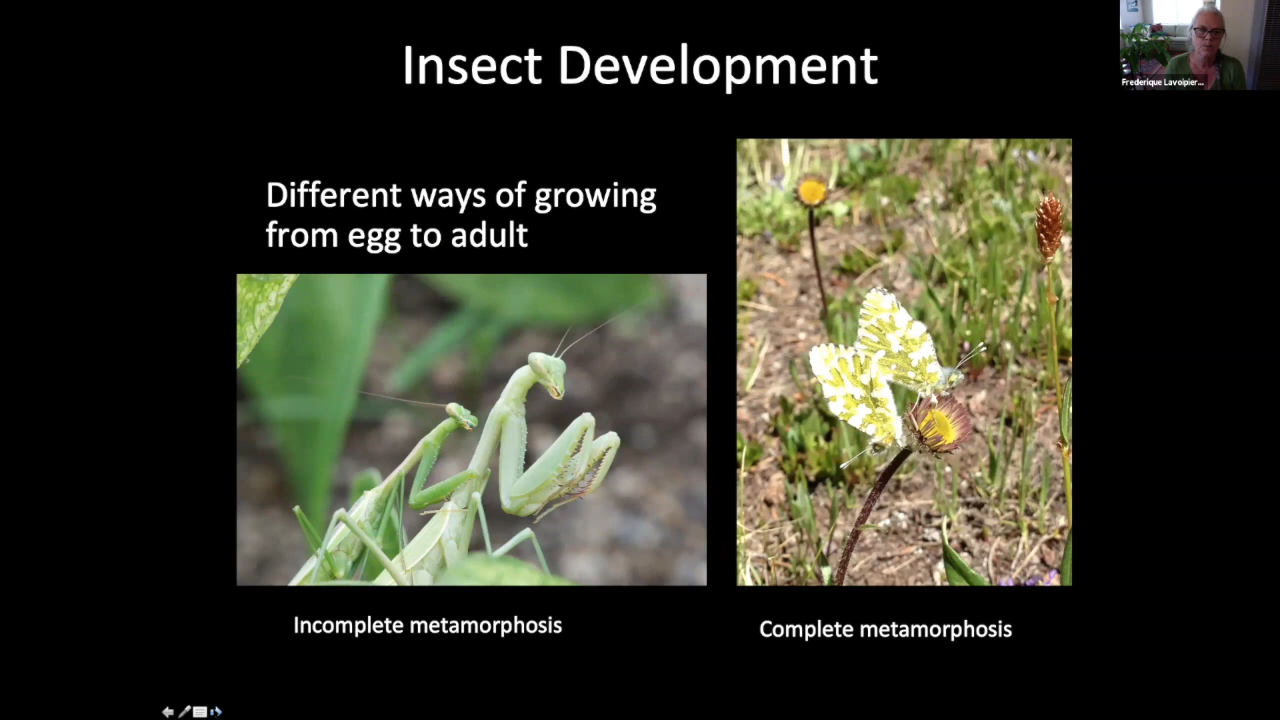 Insect Development
Frederique Lavoipier...
Different ways of growing
from egg to adult
Incomplete metamorphosis
Complete metamorphosis